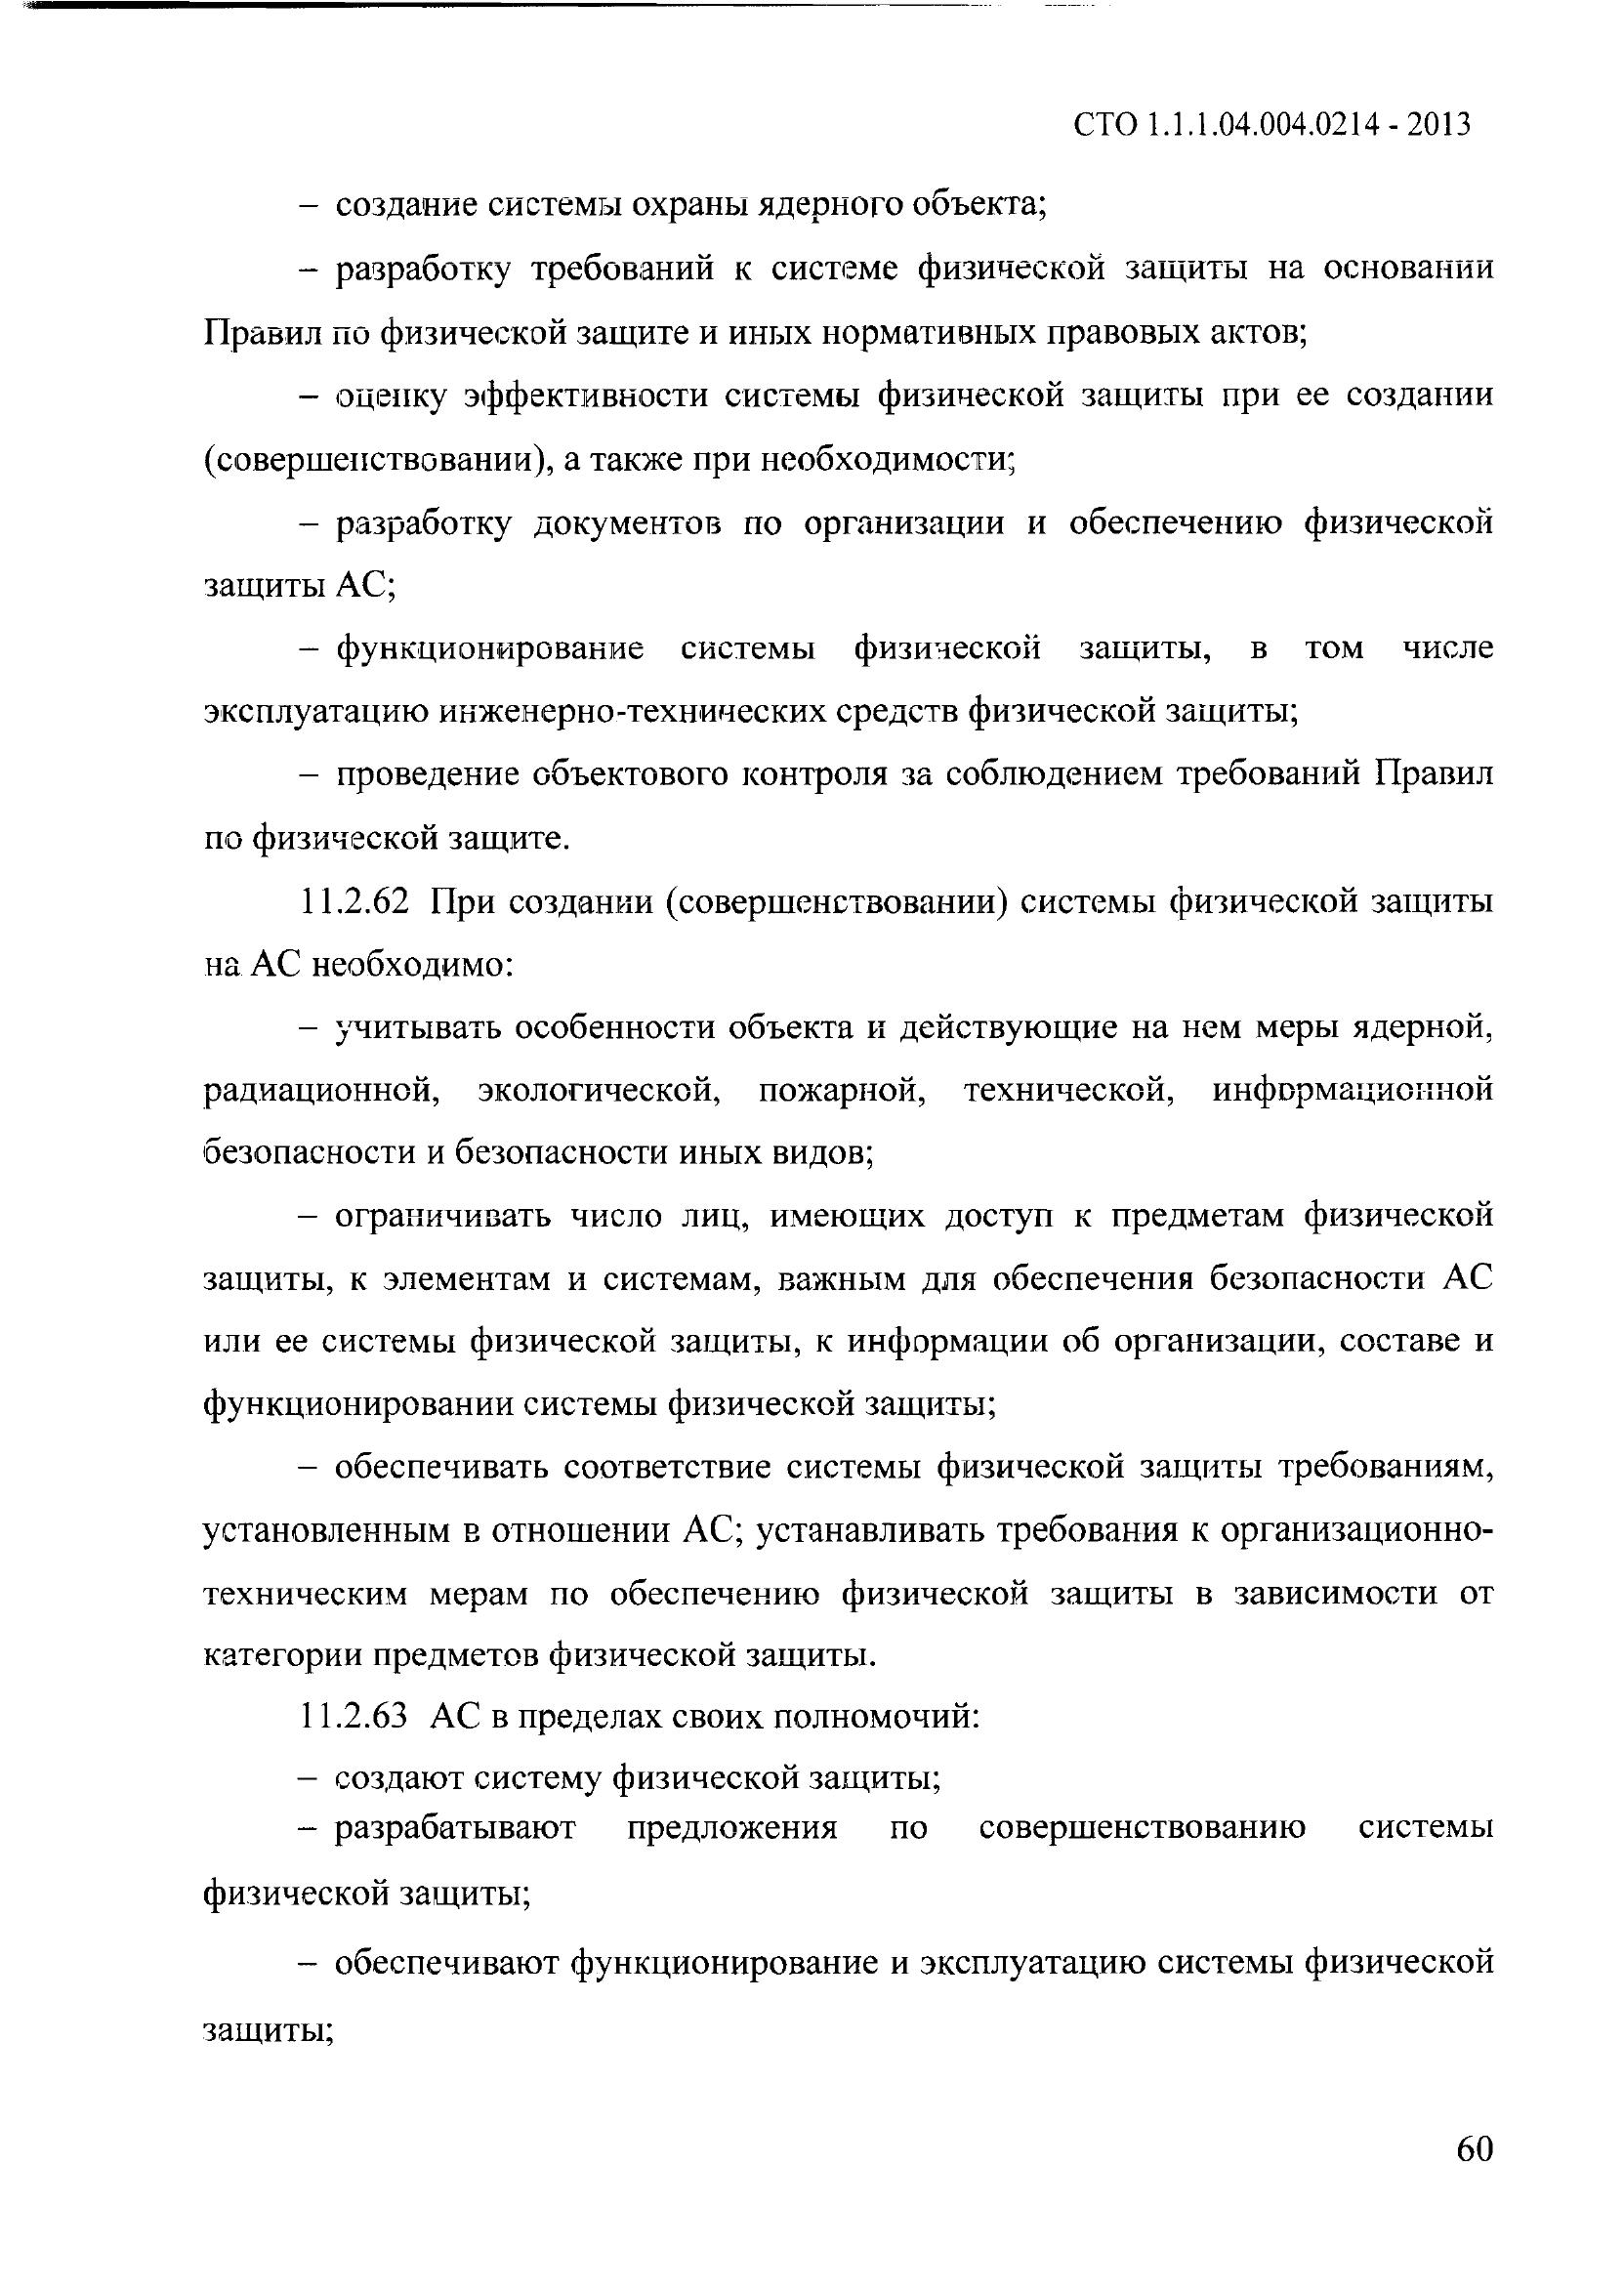 СТО 1.1.1.04.004.0214 - 2013
– создание системы охраны ядерного объекта;
– разработку требований к системе физической защиты на основании
Правил по физической защите и иных нормативных правовых актов;
– оценку эффективности системы физической защиты при ее создании
(совершенствовании), а также при необходимости;
– разработку документов по организации и обеспечению физической
защиты АС;
– функционирование системы физической защиты, в том числе
эксплуатацию инженерно-технических средств физической защиты;
– проведение объектового контроля за соблюдением требований Правил
по физической защите.
11.2.62 При создании (совершенствовании) системы физической защиты
на АС необходимо:
– учитывать особенности объекта и действующие на нем меры ядерной,
радиационной, экологической, пожарной, технической, информационной
безопасности и безопасности иных видов;
– ограничивать число лиц, имеющих доступ к предметам физической
защиты, к элементам и системам, важным для обеспечения безопасности АС
или ее системы физической защиты, к информации об организации, составе и
функционировании системы физической защиты;
– обеспечивать соответствие системы физической защиты требованиям,
установленным в отношении АС; устанавливать требования к организационно-
техническим мерам по обеспечению физической защиты в зависимости от
категории предметов физической защиты.
11.2.63 АС в пределах своих полномочий:
– создают систему физической защиты;
– разрабатывают предложения по совершенствованию системы
физической защиты;
– обеспечивают функционирование и эксплуатацию системы физической
защиты;
60